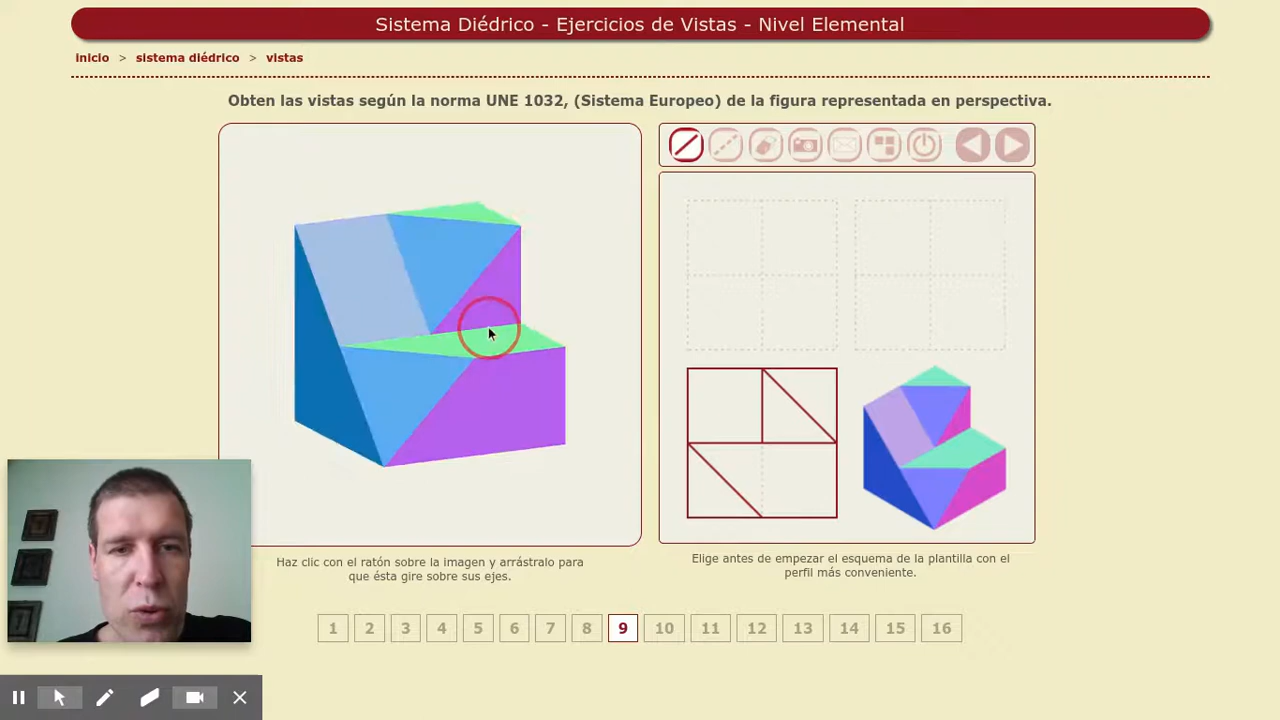 Sistema Diédrico - Ejercicios de Vistas - Nivel Elemental
inicio > sistema diédrico > vistas
Obten las vistas según la norma UNE 1032, (Sistema Europeo) de la figura representada en perspectiva.
Haz clic con el ratón sobre la imagen y arrástralo para
que ésta gire sobre sus ejes.
Elige antes de empezar el esquema de la plantilla con el
perfil más conveniente.
1 2 3 4 5 6 7 8 9 10 11 12 13 14 15 16